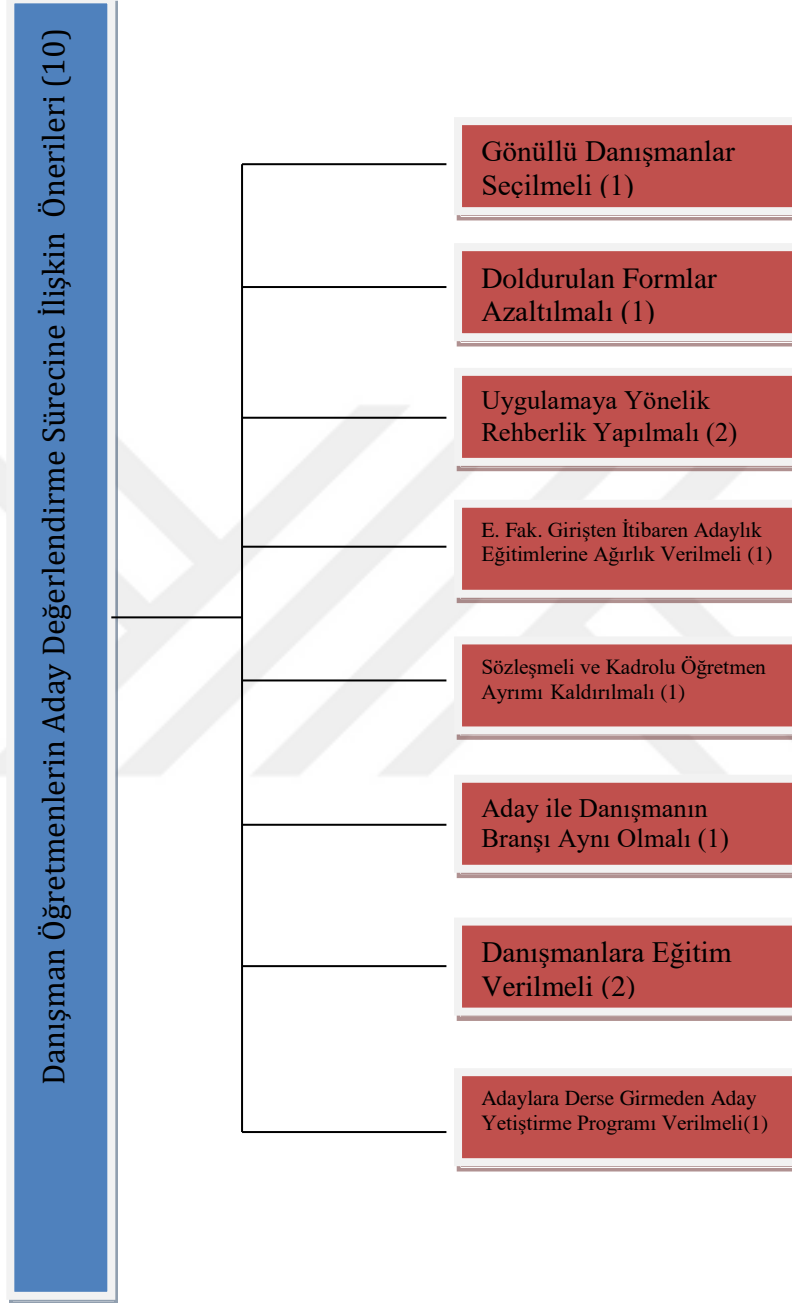 Danışman Öğretmenlerin Aday Değerlendirme Sürecine İlişkin Önerileri (10)
Gönüllü Danışmanlar
Seçilmeli (1)
Doldurulan Formlar
Azaltılmalı (1)
Uygulamaya Yönelik
Rehberlik Yapılmalı (2)
E. Fak. Girişten İtibaren Adaylık
Eğitimlerine Ağırlık Verilmeli (1)
Sözleşmeli ve Kadrolu Öğretmen
Ayrımı Kaldırılmalı (1)
Aday ile Danışmanın
Branşı Aynı Olmalı (1)
Danışmanlara Eğitim
Verilmeli (2)
Adaylara Derse Girmeden Aday
Yetiştirme Programı Verilmeli(1)